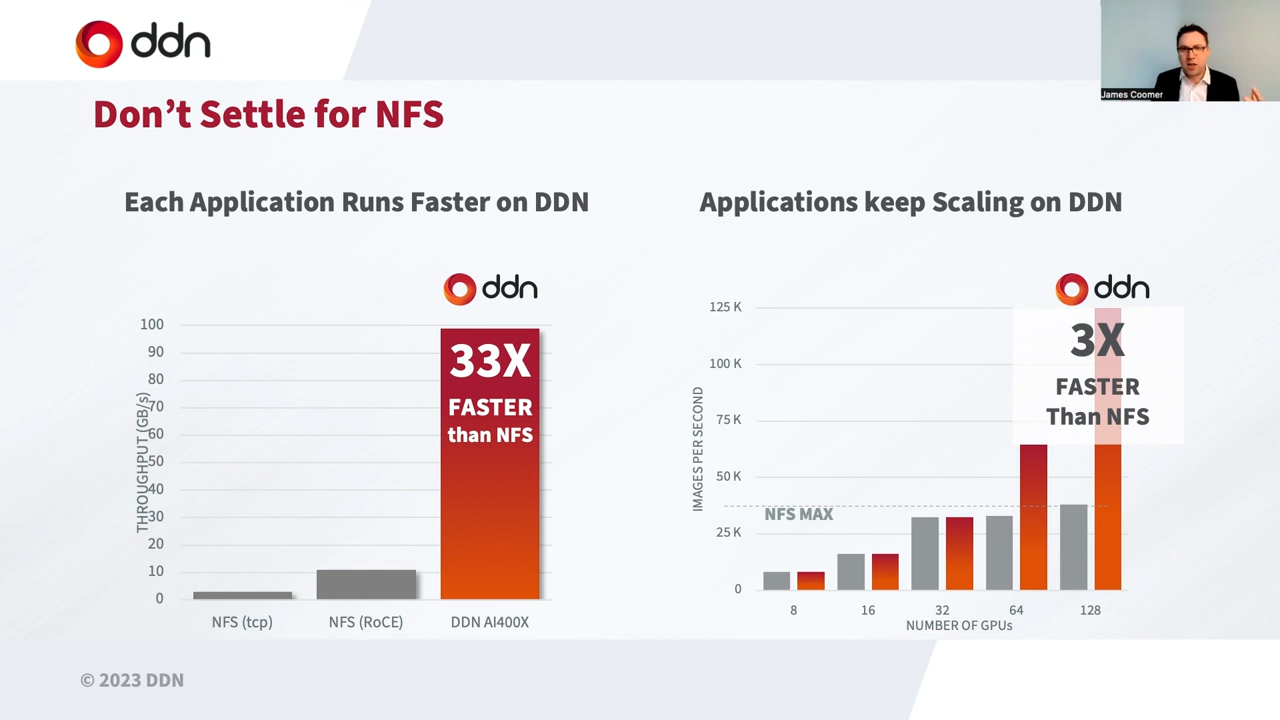 ddn
James Coomer
Don't Settle for NFS
Each Application Runs Faster on DDN
ddn
THROUGHPUT (GB/s)
100
90
80
70
60
50
40
30
20
10
0
33X
FASTER
than NFS
NFS (tcp)
NFS (RoCE)
DDN AI400X
Applications keep Scaling on DDN
ddn
IMAGES PER SECOND
125 K
100 K
75 K
50 K
25 K
0
3X
FASTER
Than NFS
NFS MAX
8
16
32
64
128
NUMBER OF GPUs
© 2023 DDN